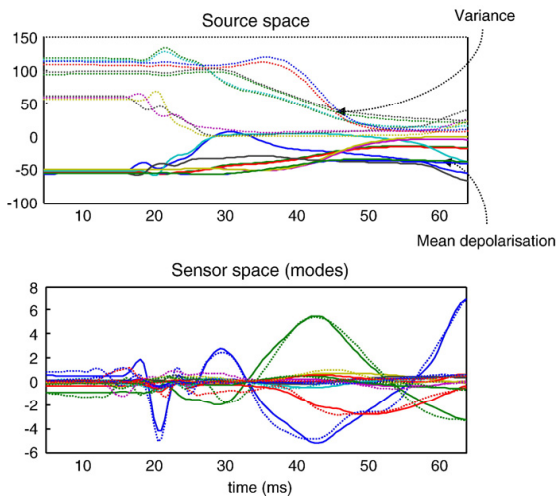 Source space
Variance
150
100
50
0
-50
-100
10 20 30 40 50 60
Mean depolarisation
Sensor space (modes)
8
6
4
2
0
-2
-4
-6
10 20 30 40 50 60
time (ms)